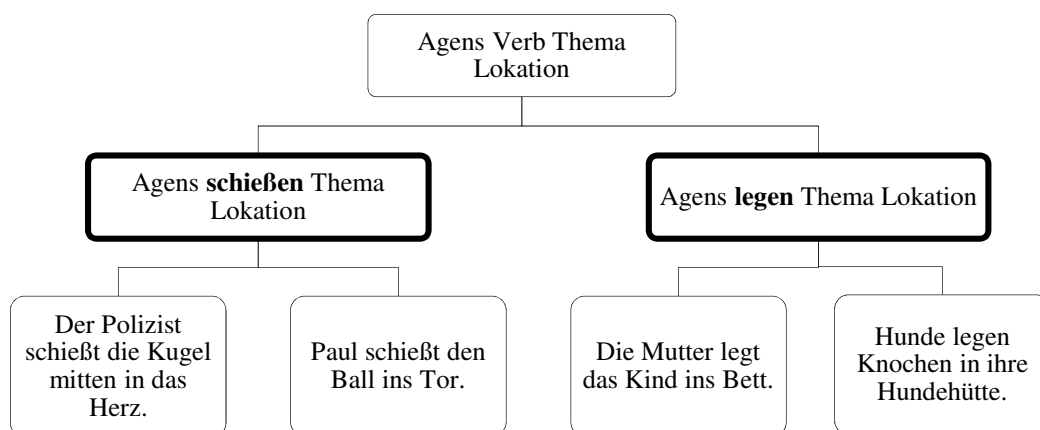 Agens Verb Thema
Lokation
Agens schießen Thema
Lokation
Agens legen Thema Lokation
Der Polizist
schießt die Kugel
mitten in das
Herz.
Paul schießt den
Ball ins Tor.
Die Mutter legt
das Kind ins Bett.
Hunde legen
Knochen in ihre
Hundehütte.